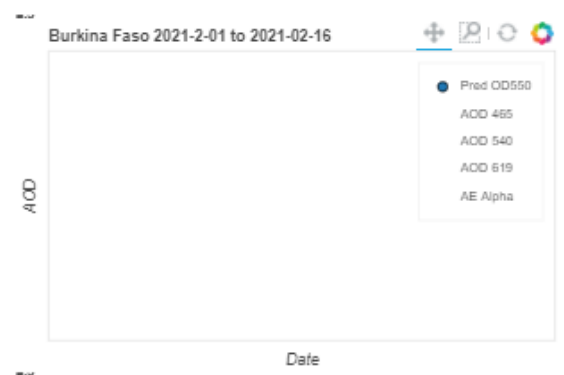 Burkina Faso 2021-2-01 to 2021-02-16
Pred OD550
AOD 465
AOD 540
AOD 619
AE Alpha
AOD
Date